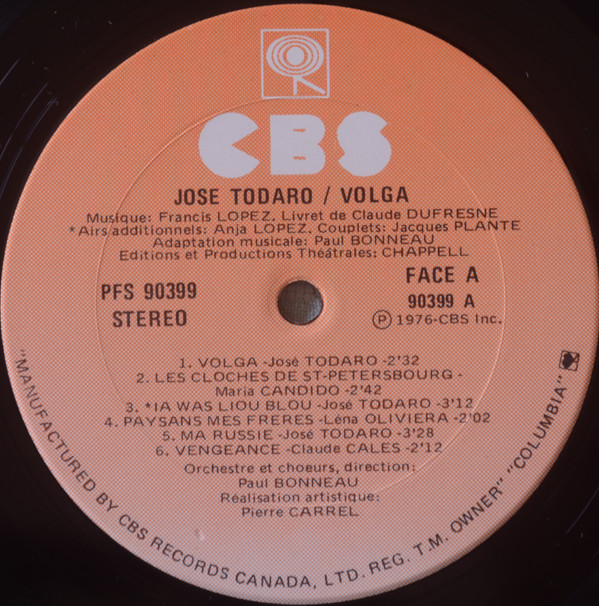 CBS
JOSE TODARO / VOLGA
Musique: Francis LOPEZ. Livret de Claude DUFRESNE
*Airs additionnels: Anja LOPEZ. Couplets: Jacques PLANTE
Adaptation musicale: Paul BONNEAU
Editions et Productions Théâtrales: CHAPPELL
PFS 90399
STEREO
FACE A
90399 A
Ⓟ 1976-CBS Inc.
1. VOLGA -José TODARO -2'32
2. LES CLOCHES DE ST-PETERSBOURG -
Maria CANDIDO -2'42
3. *IA WAS LIOU BLOU -José TODARO -3'12
4. PAYSANS MES FRERES -Léna OLIVIERA -2'02
5. MA RUSSIE -José TODARO -3'28
6. VENGEANCE -Claude CALES -2'12
Orchestre et choeurs, direction:
Paul BONNEAU
Réalisation artistique:
Pierre CARREL
"MANUFACTURED BY CBS RECORDS CANADA, LTD. REG. T.M. OWNER" "COLUMBIA"